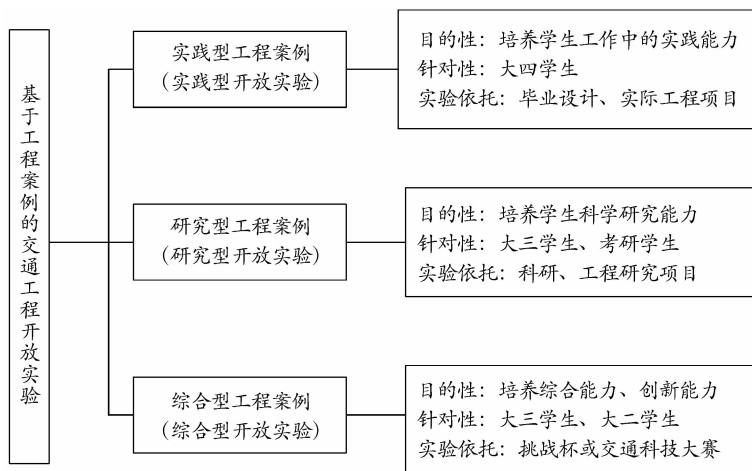 基于工程案例的交通工程开放实验
实践型工程案例
（实践型开放实验）
目的性：培养学生工作中的实践能力
针对性：大四学生
实验依托：毕业设计、实际工程项目
研究型工程案例
（研究型开放实验）
目的性：培养学生科学研究能力
针对性：大三学生、考研学生
实验依托：科研、工程研究项目
综合型工程案例
（综合型开放实验）
目的性：培养综合能力、创新能力
针对性：大三学生、大二学生
实验依托：挑战杯或交通科技大赛